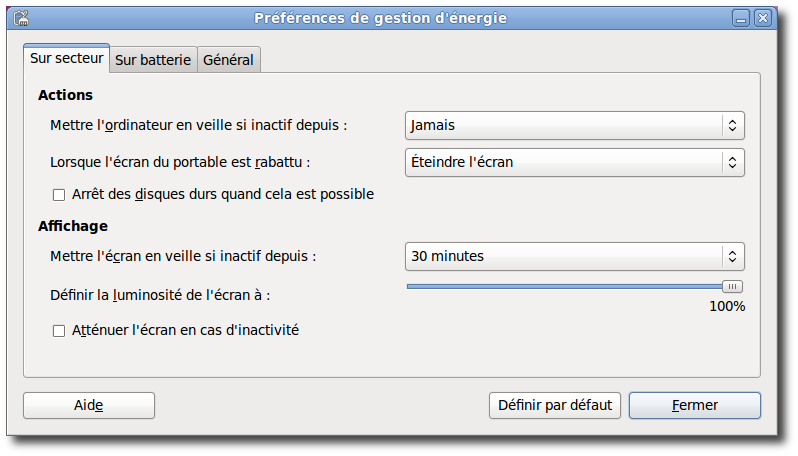 Préférences de gestion d'énergie
Sur secteur Sur batterie Général
Actions
Mettre l'ordinateur en veille si inactif depuis : Jamais
Lorsque l'écran du portable est rabattu : Éteindre l'écran
Arrêt des disques durs quand cela est possible
Affichage
Mettre l'écran en veille si inactif depuis : 30 minutes
Définir la luminosité de l'écran à :
100%
Atténuer l'écran en cas d'inactivité
Aide Définir par défaut Fermer